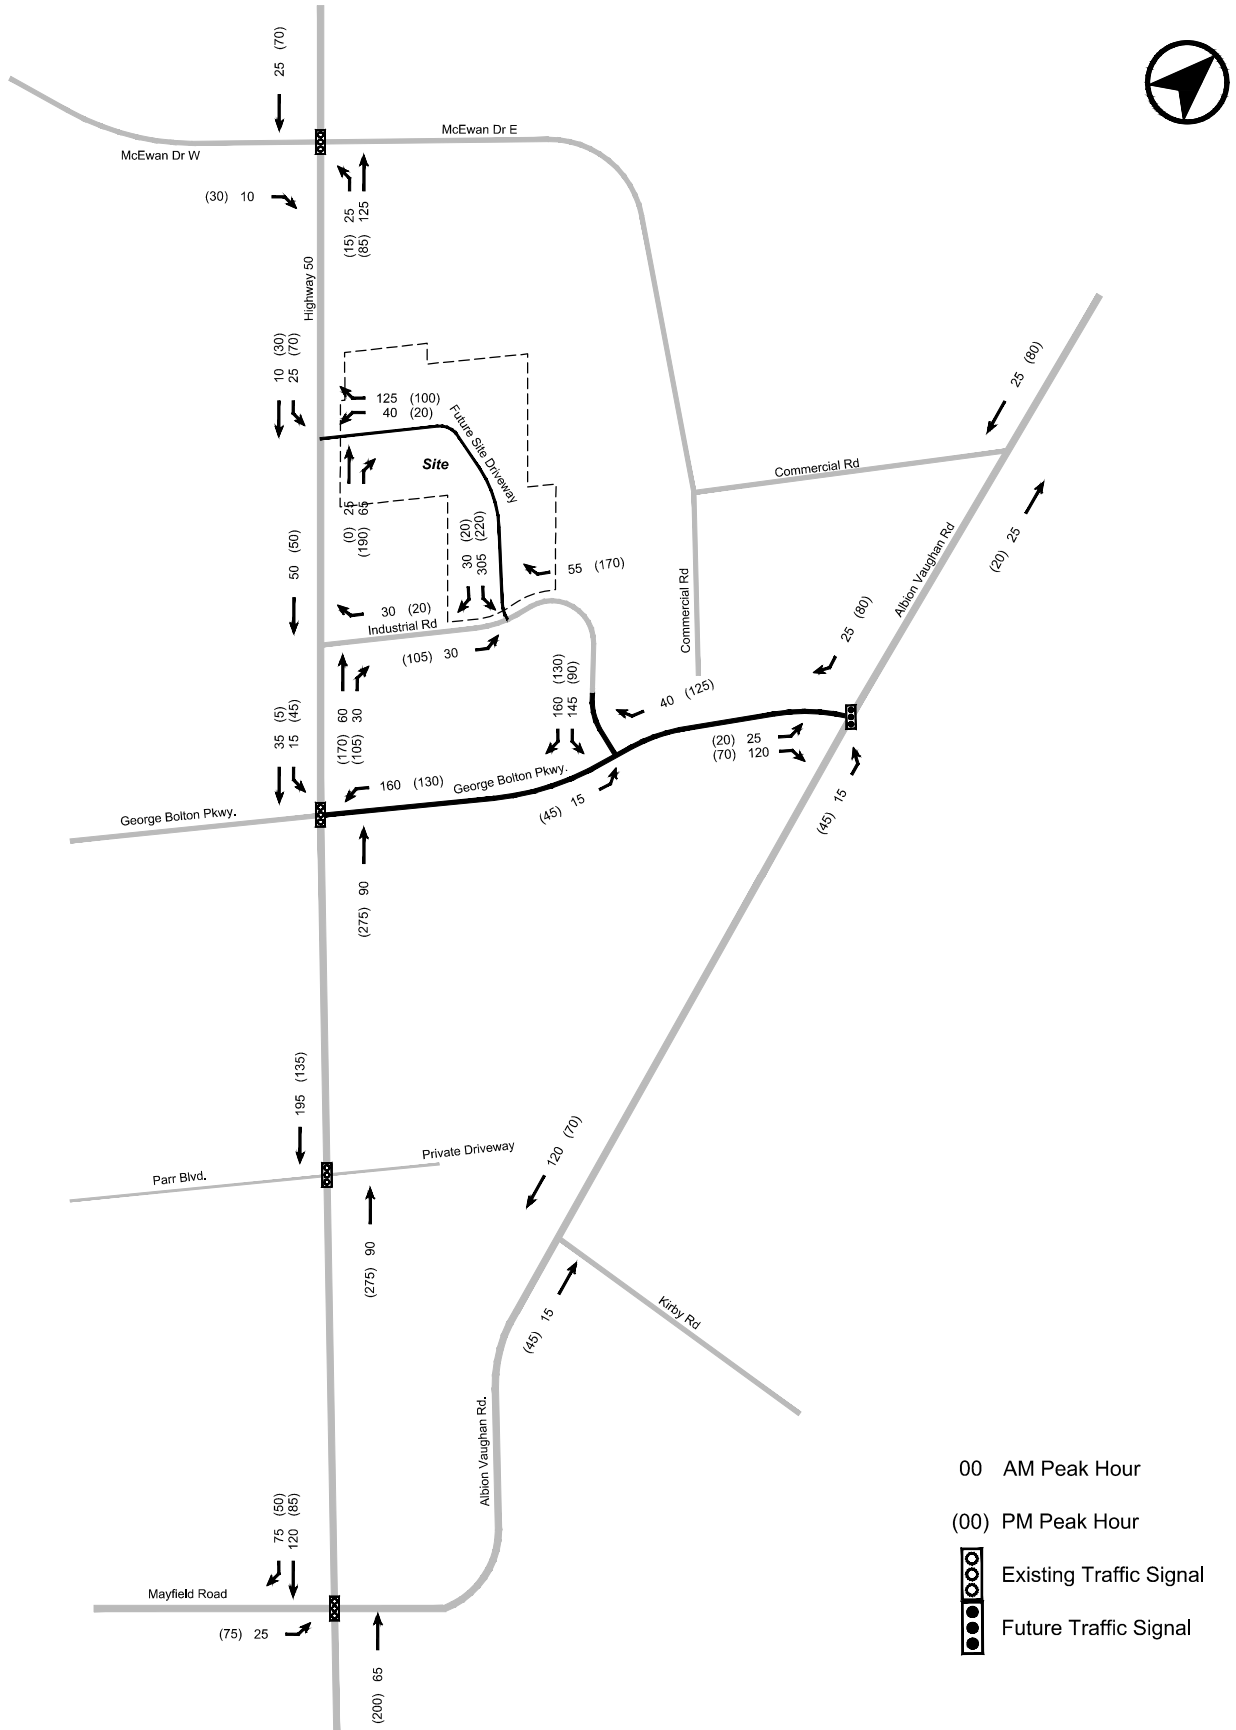 25 (70)
McEwan Dr E
McEwan Dr W
(30) 10
(15) 25
(85) 125
Highway 50
10 (30)
25 (70)
125 (100)
40 (20)
Future Site Driveway
Site
(0) 25
(190) 65
25 (80)
Commercial Rd
(20) 25
Albion Vaughan Rd
50 (50)
30 (20)
305 (220)
55 (170)
30 (20)
Industrial Rd
(105) 30
Commercial Rd
25 (80)
160 (130)
145 (90)
40 (125)
(170) 60
(105) 30
35 (5)
15 (45)
(20) 25
(70) 120
160 (130)
George Bolton Pkwy.
George Bolton Pkwy.
(45) 15
(45) 15
(275) 90
195 (135)
Private Driveway
Parr Blvd.
120 (70)
(275) 90
Kirby Rd
(45) 15
Albion Vaughan Rd.
75 (50)
120 (85)
Mayfield Road
(75) 25
(200) 65
00 AM Peak Hour
(00) PM Peak Hour
Existing Traffic Signal
Future Traffic Signal